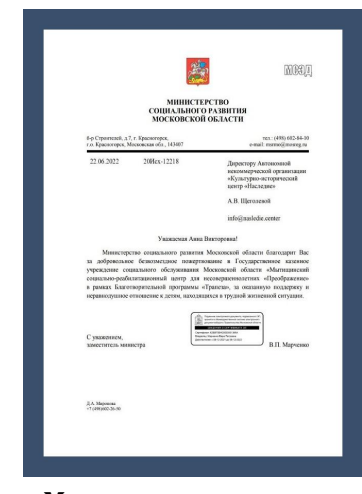 мсэд
МИНИСТЕРСТВО
СОЦИАЛЬНОГО РАЗВИТИЯ
МОСКОВСКОЙ ОБЛАСТИ
б-р Строителей, д.7, г. Красногорск,
г.о. Красногорск, Московская обл., 143407
тел.: (498) 602-84-10
e-mail: msrmo@mosreg.ru
22.06.2022 20Исх-12218
Директору Автономной
некоммерческой организации
«Культурно-исторический
центр «Наследие»
А.В. Щеголевой
info@nasledie.center
Уважаемая Анна Викторовна!
Министерство социального развития Московской области благодарит Вас
за добровольное безвозмездное пожертвование в Государственное казенное
учреждение социального обслуживания Московской области «Мытищинский
социально-реабилитационный центр для несовершеннолетних «Преображение»
в рамках Благотворительной программы «Трапеза», за оказанную поддержку и
неравнодушное отношение к детям, находящимся в трудной жизненной ситуации.
С уважением,
заместитель министра
В.П. Марченко
Д.А. Миронова
+7 (498)602-26-50